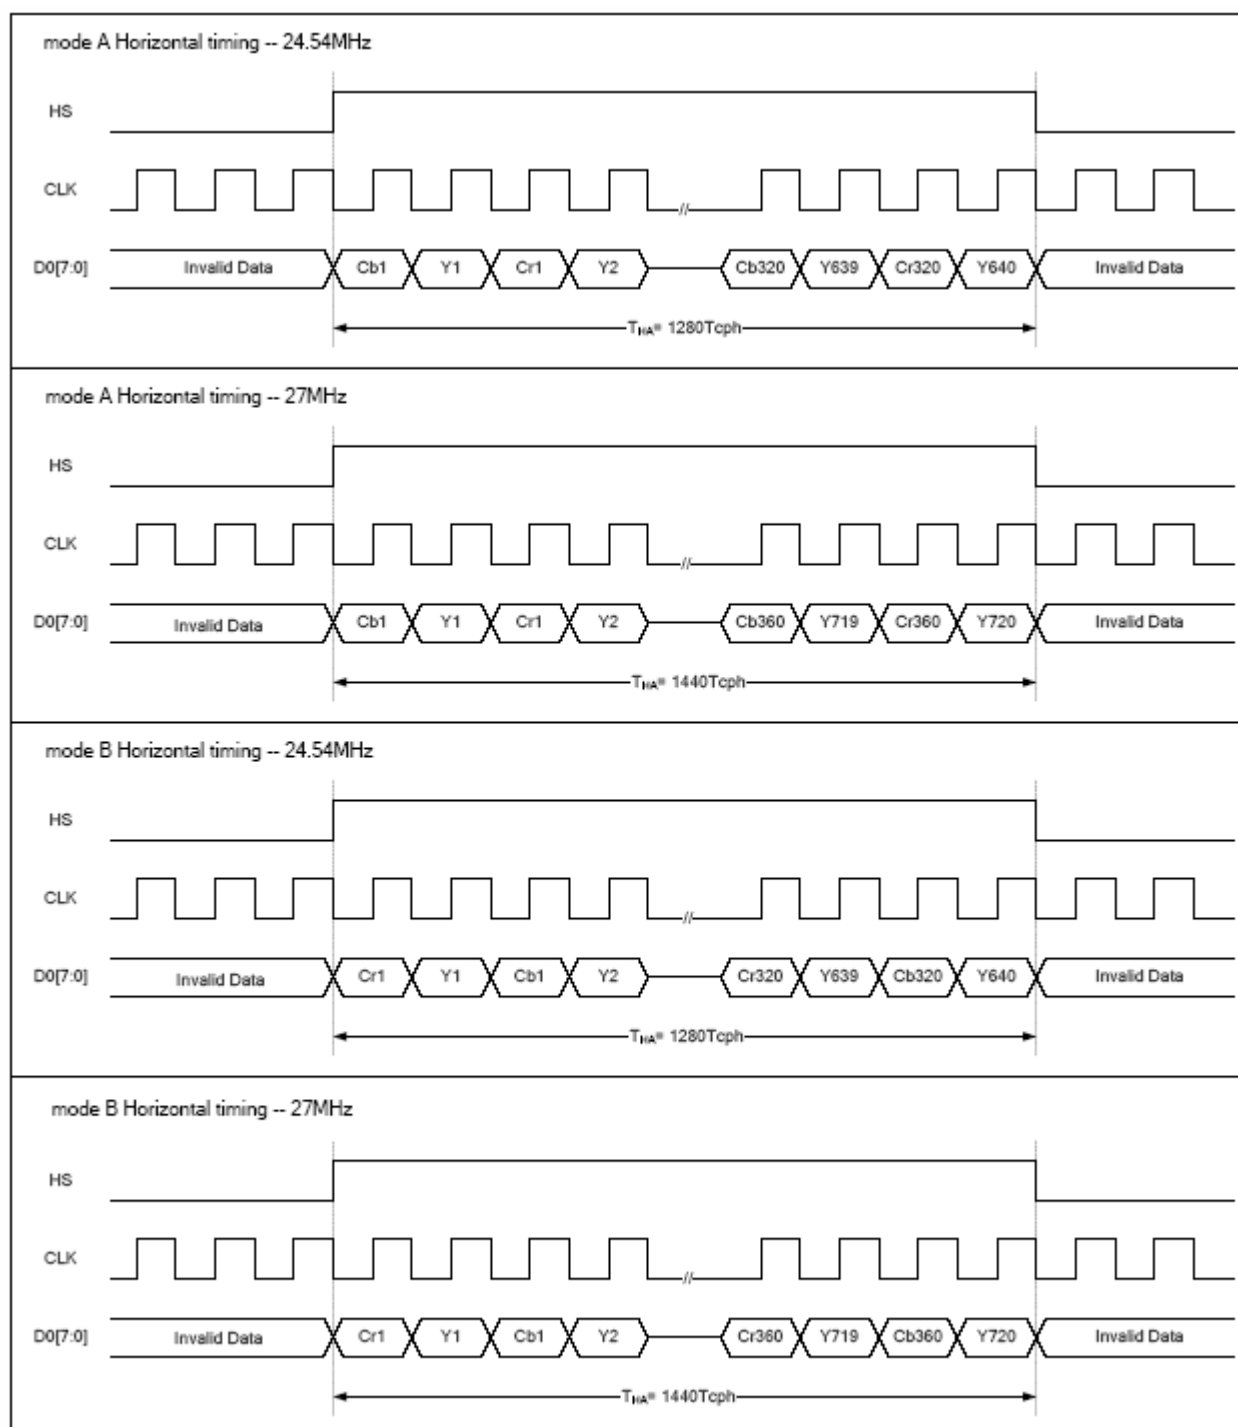 mode A Horizontal timing -- 24.54MHz
HS
CLK
//
D0[7:0] Invalid Data Cb1 Y1 Cr1 Y2 Cb320 Y639 Cr320 Y640 Invalid Data
THA= 1280Tcph
mode A Horizontal timing -- 27MHz
HS
CLK
//
D0[7:0] Invalid Data Cb1 Y1 Cr1 Y2 Cb360 Y719 Cr360 Y720 Invalid Data
THA= 1440Tcph
mode B Horizontal timing -- 24.54MHz
HS
CLK
//
D0[7:0] Invalid Data Cr1 Y1 Cb1 Y2 Cr320 Y639 Cb320 Y640 Invalid Data
THA= 1280Tcph
mode B Horizontal timing -- 27MHz
HS
CLK
//
D0[7:0] Invalid Data Cr1 Y1 Cb1 Y2 Cr360 Y719 Cb360 Y720 Invalid Data
THA= 1440Tcph